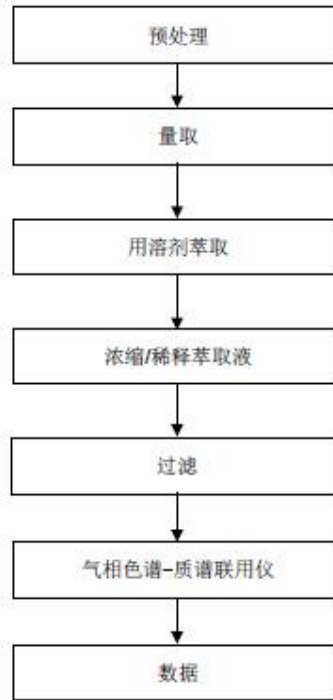 预处理
量取
用溶剂萃取
浓缩/稀释萃取液
过滤
气相色谱-质谱联用仪
数据